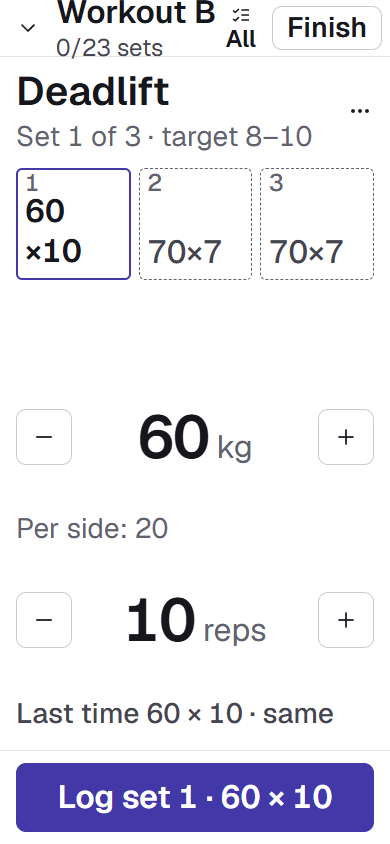 Workout B
0/23 sets
All
Finish
Deadlift
...
Set 1 of 3 · target 8–10
1
60
×10
2
70×7
3
70×7
− 60 kg +
Per side: 20
− 10 reps +
Last time 60 × 10 · same
Log set 1 · 60 × 10